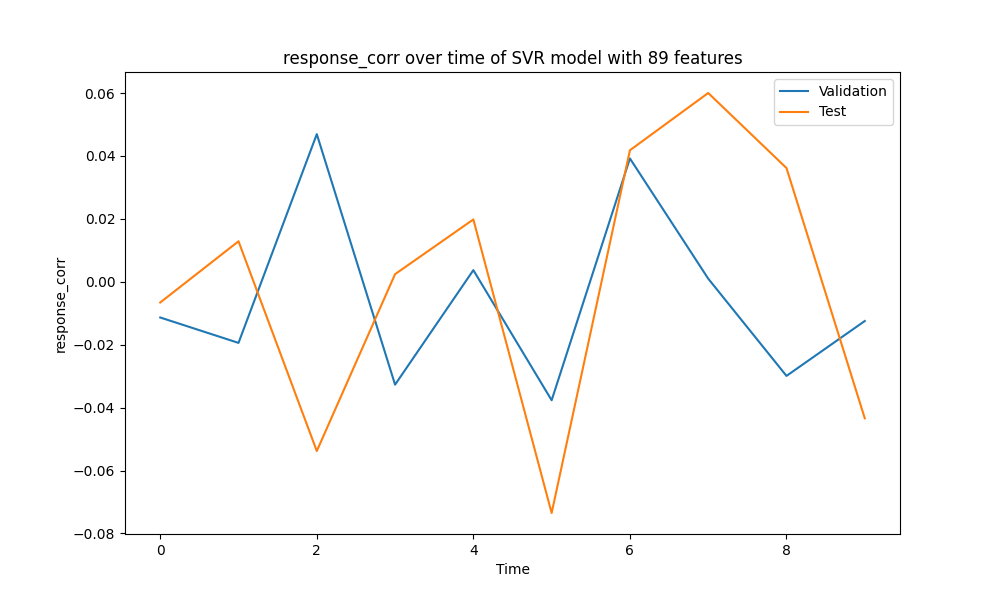 response_corr over time of SVR model with 89 features
Validation
Test
0.06
0.04
0.02
0.00
−0.02
−0.04
−0.06
−0.08
response_corr
0 2 4 6 8
Time